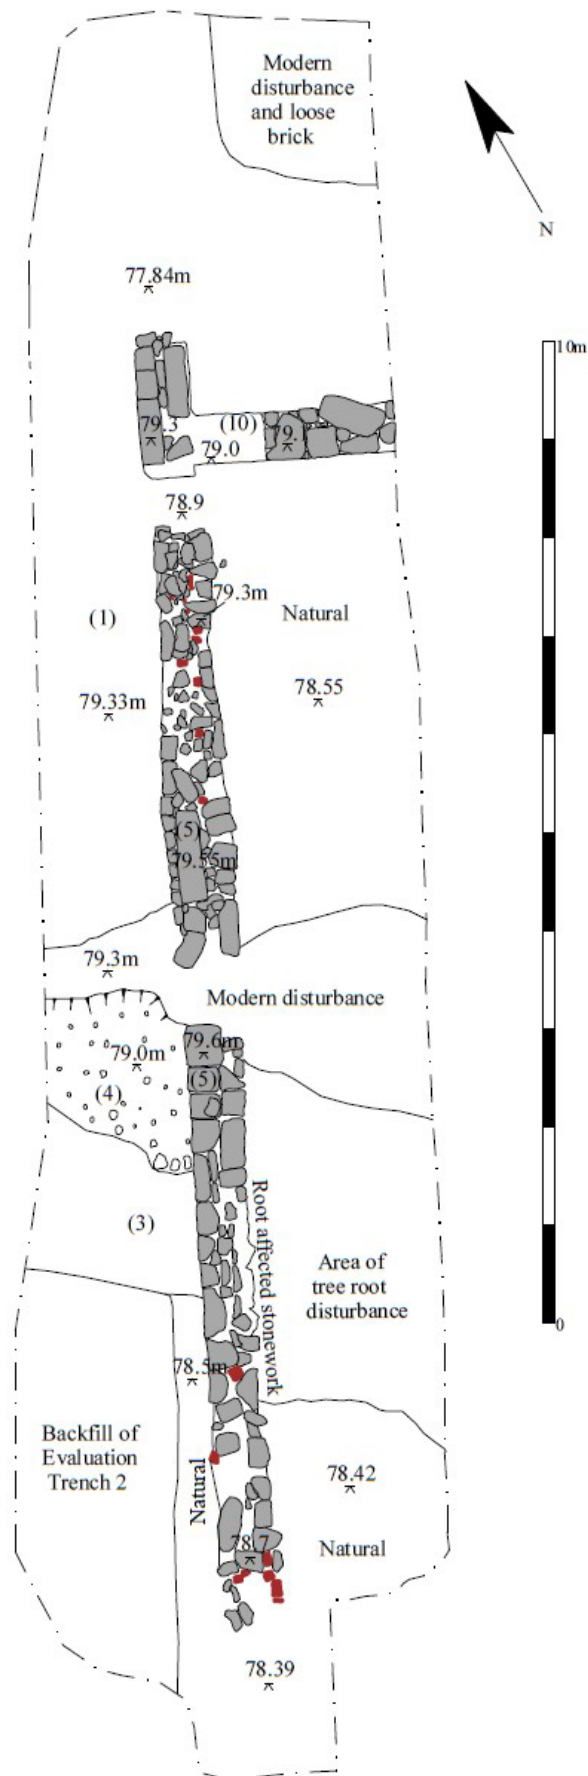 Modern
disturbance
and loose
brick
N
77.84m
10m
79.3
(10)
79.0
79.
78.9
79.3m
(1)
Natural
79.33m
78.55
(5)
79.55m
79.3m
Modern disturbance
79.6m
79.0m
(5)
(4)
Root affected stonework
(3)
Area of
tree root
disturbance
0
78.5m
Backfill of
Evaluation
Trench 2
Natural
78.42
78.7
Natural
78.39